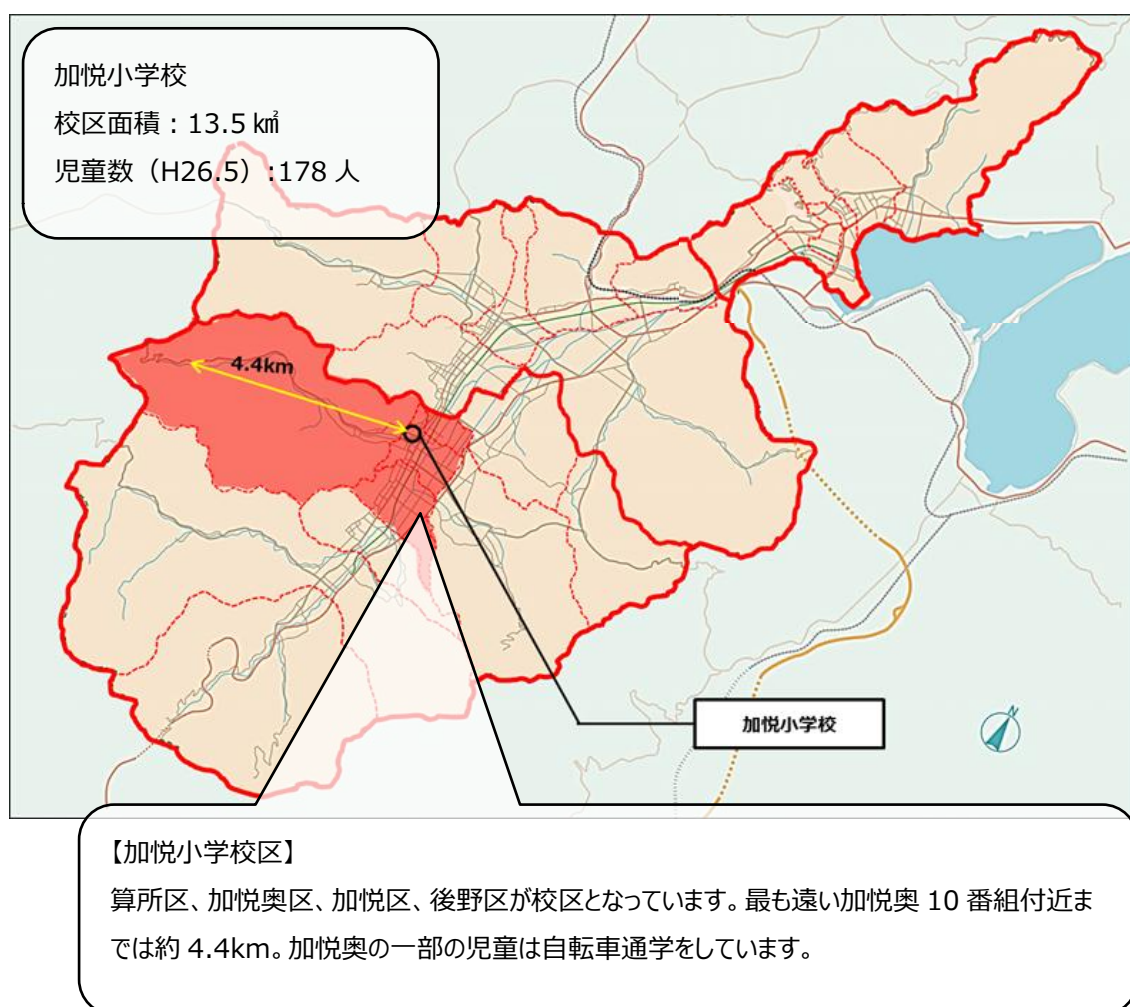 加悦小学校
校区面積：13.5 ㎢
児童数（H26.5）:178 人
4.4km
加悦小学校
N
【加悦小学校区】
算所区、加悦奥区、加悦区、後野区が校区となっています。最も遠い加悦奥 10 番組付近ま
では約 4.4km。加悦奥の一部の児童は自転車通学をしています。